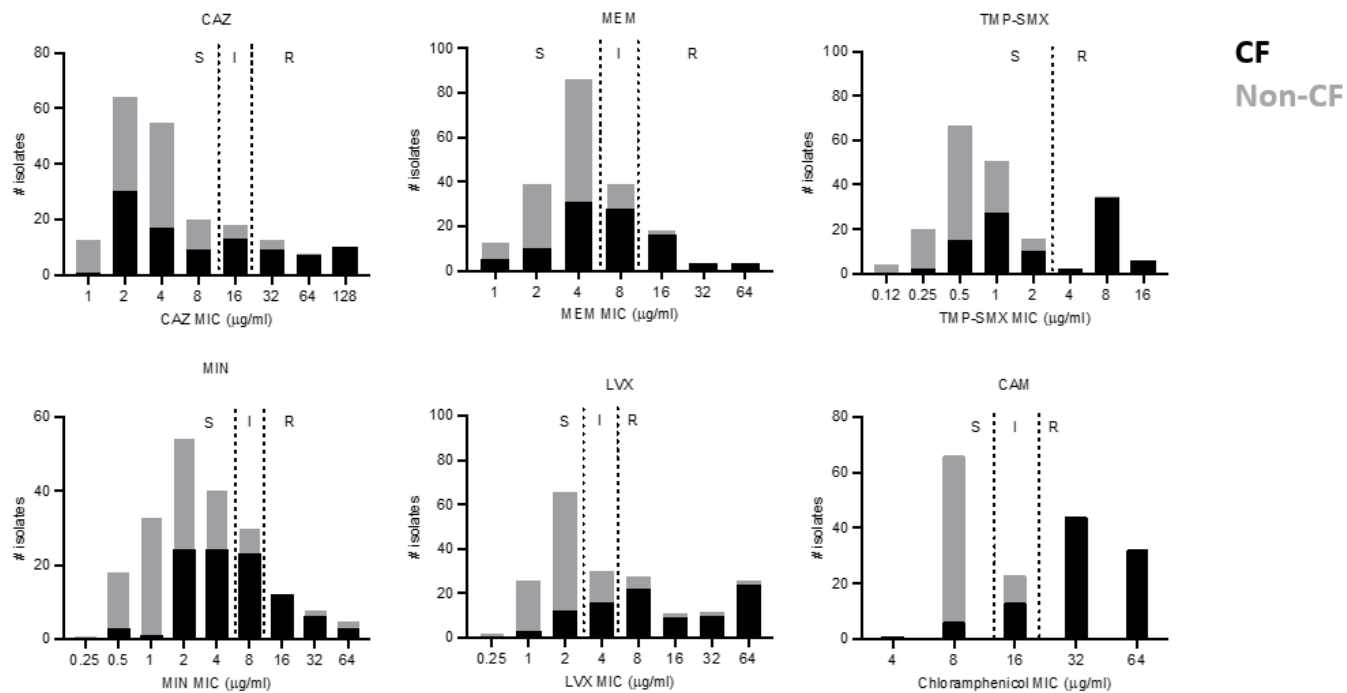 CAZ
80
60
40
20
0
# isolates
S I R
1 2 4 8 16 32 64 128
CAZ MIC (µg/ml)
MEM
100
80
60
40
20
0
# isolates
S I R
1 2 4 8 16 32 64
MEM MIC (µg/ml)
TMP-SMX
100
80
60
40
20
0
# isolates
S R
0.12 0.25 0.5 1 2 4 8 16
TMP-SMX MIC (µg/ml)
CF
Non-CF
MIN
60
40
20
0
# isolates
S I R
0.25 0.5 1 2 4 8 16 32 64
MIN MIC (µg/ml)
LVX
100
80
60
40
20
0
# isolates
S I R
0.25 1 2 4 8 16 32 64
LVX MIC (µg/ml)
CAM
80
60
40
20
0
# isolates
S I R
4 8 16 32 64
Chloramphenicol MIC (µg/ml)